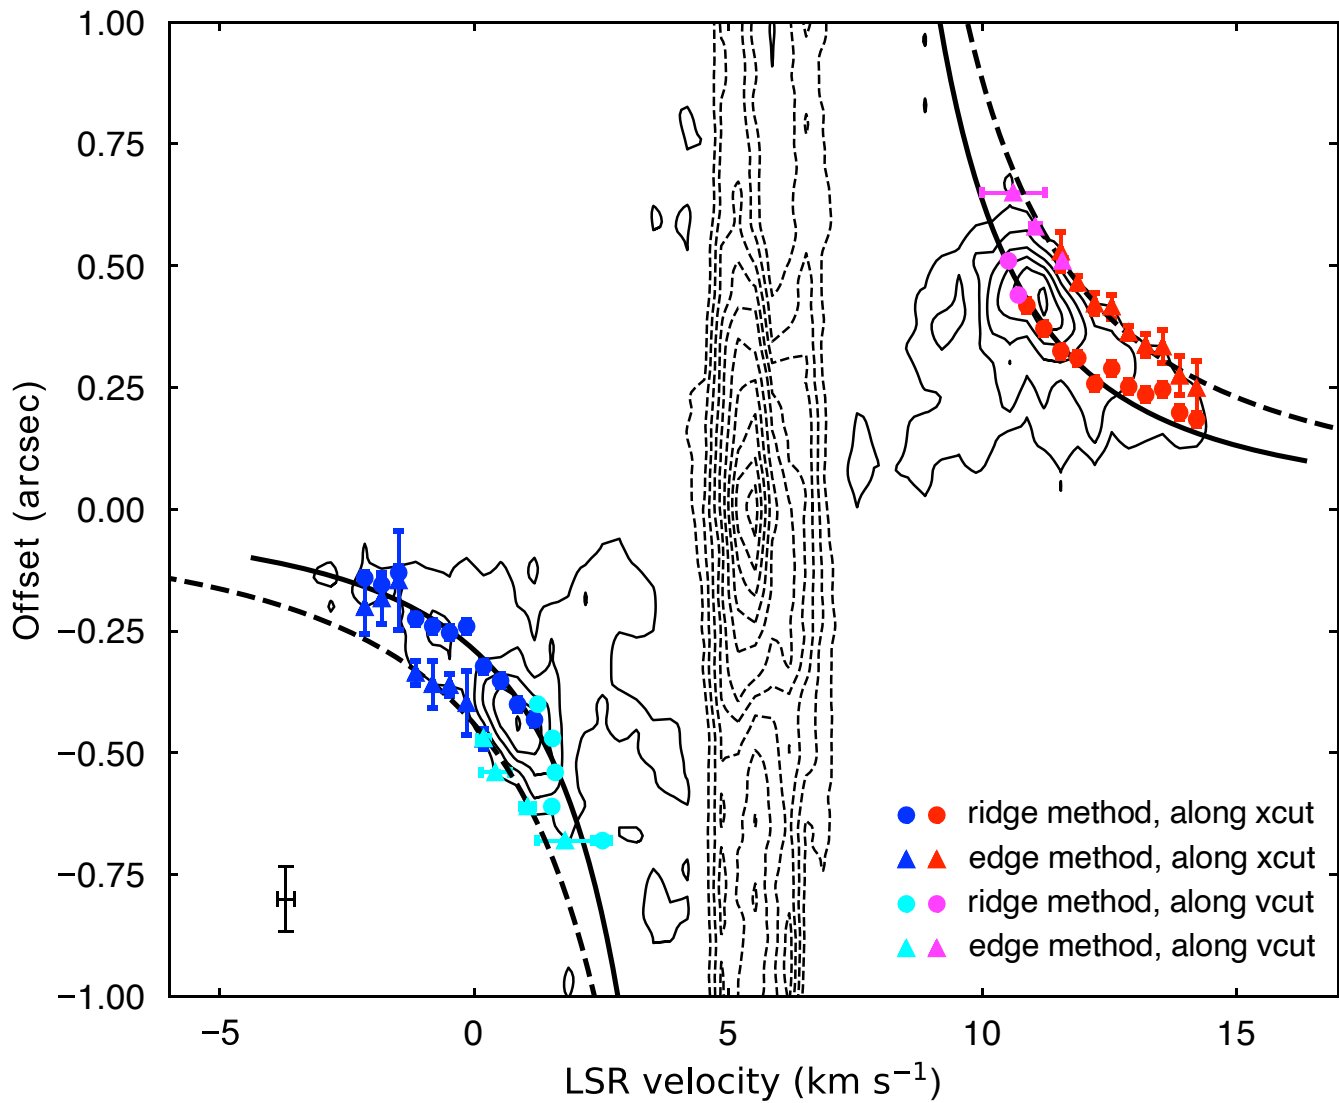 1.00
0.75
0.50
0.25
0.00
−0.25
−0.50
−0.75
−1.00
Offset (arcsec)
ridge method, along xcut
edge method, along xcut
ridge method, along vcut
edge method, along vcut
−5 0 5 10 15
LSR velocity (km s⁻¹)